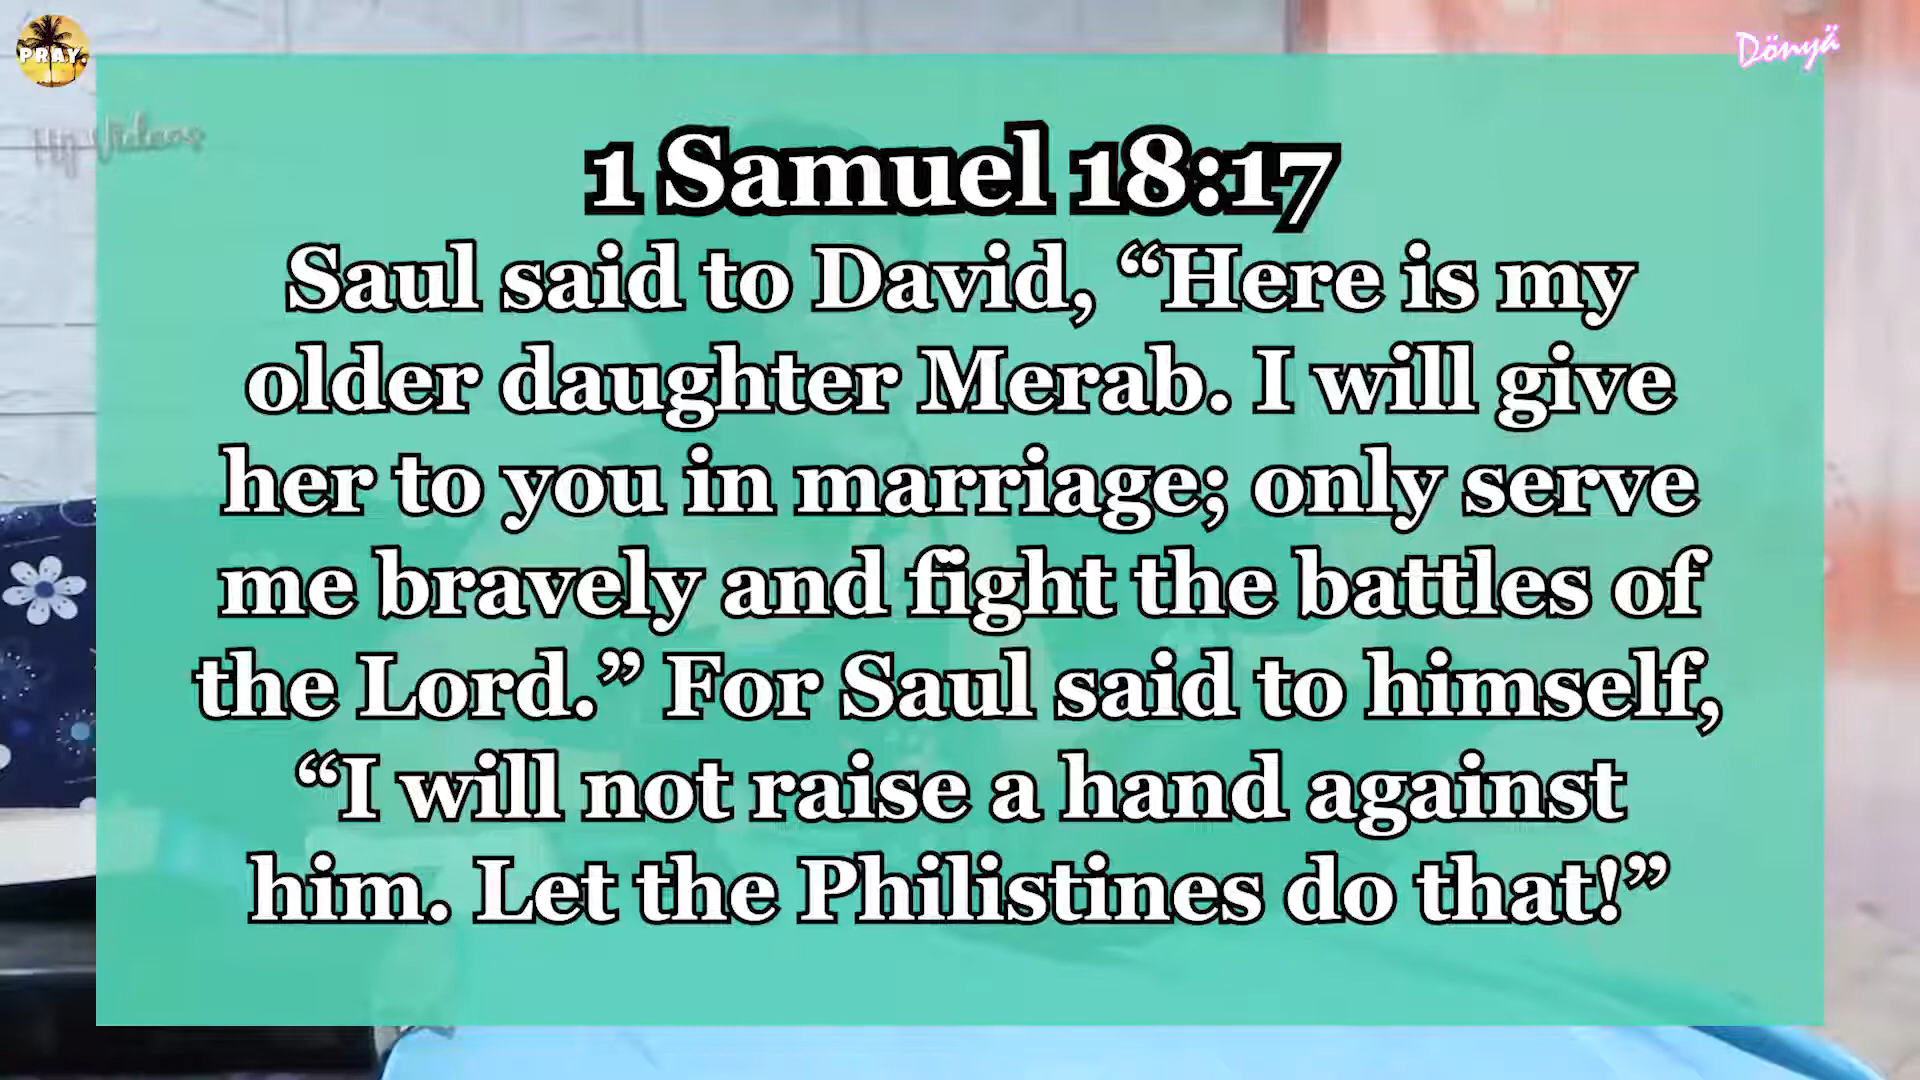 PRAY.
Dönyä
Hp Videos
1 Samuel 18:17
Saul said to David, “Here is my
older daughter Merab. I will give
her to you in marriage; only serve
me bravely and fight the battles of
the Lord.” For Saul said to himself,
“I will not raise a hand against
him. Let the Philistines do that!”